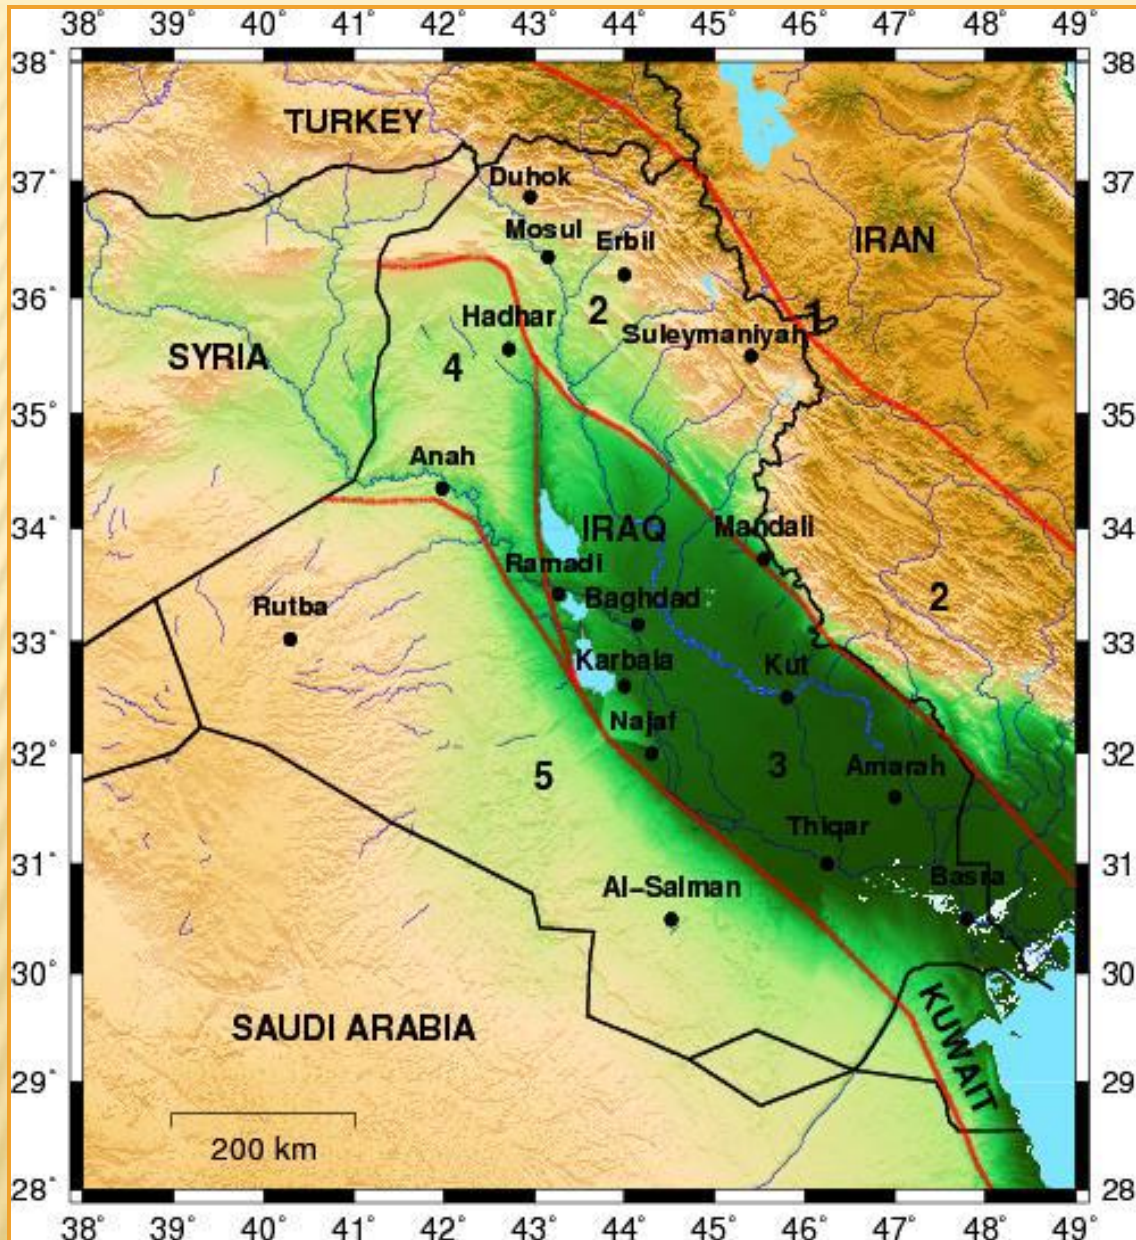 38° 39° 40° 41° 42° 43° 44° 45° 46° 47° 48° 49°
38° 38°
TURKEY
37° 37°
Duhok
Mosul
Erbil
IRAN
36° 36°
Hadhar
2
1
Suleymaniyah
SYRIA
4
35° 35°
Anah
34° 34°
IRAQ
Mandali
Ramadi
Baghdad
Rutba
2
33° 33°
Karbala
Kut
Najaf
32° 32°
5
3
Amarah
Thiqar
31° 31°
Basra
Al-Salman
30° 30°
KUWAIT
SAUDI ARABIA
29° 29°
200 km
28° 28°
38° 39° 40° 41° 42° 43° 44° 45° 46° 47° 48° 49°